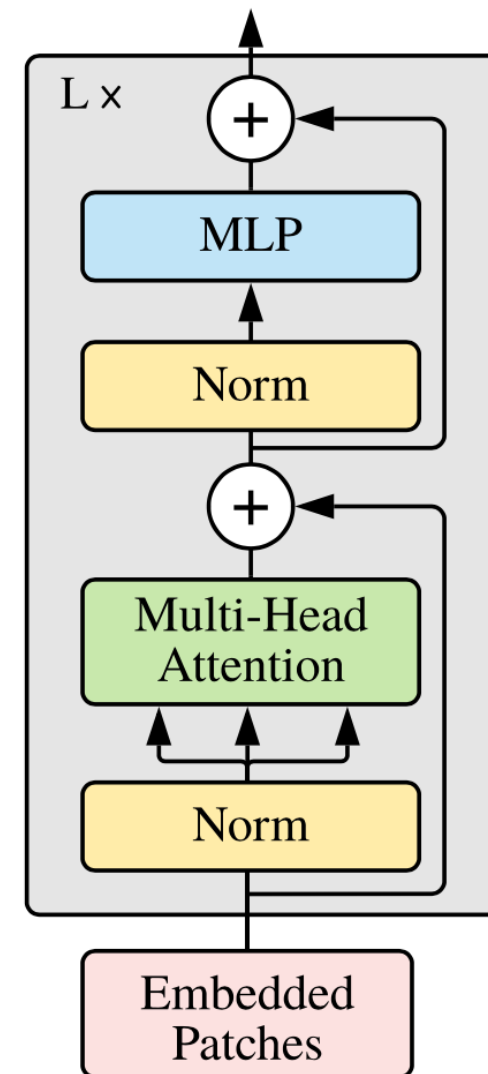 L ×
+
MLP
Norm
+
Multi-Head
Attention
Norm
Embedded
Patches